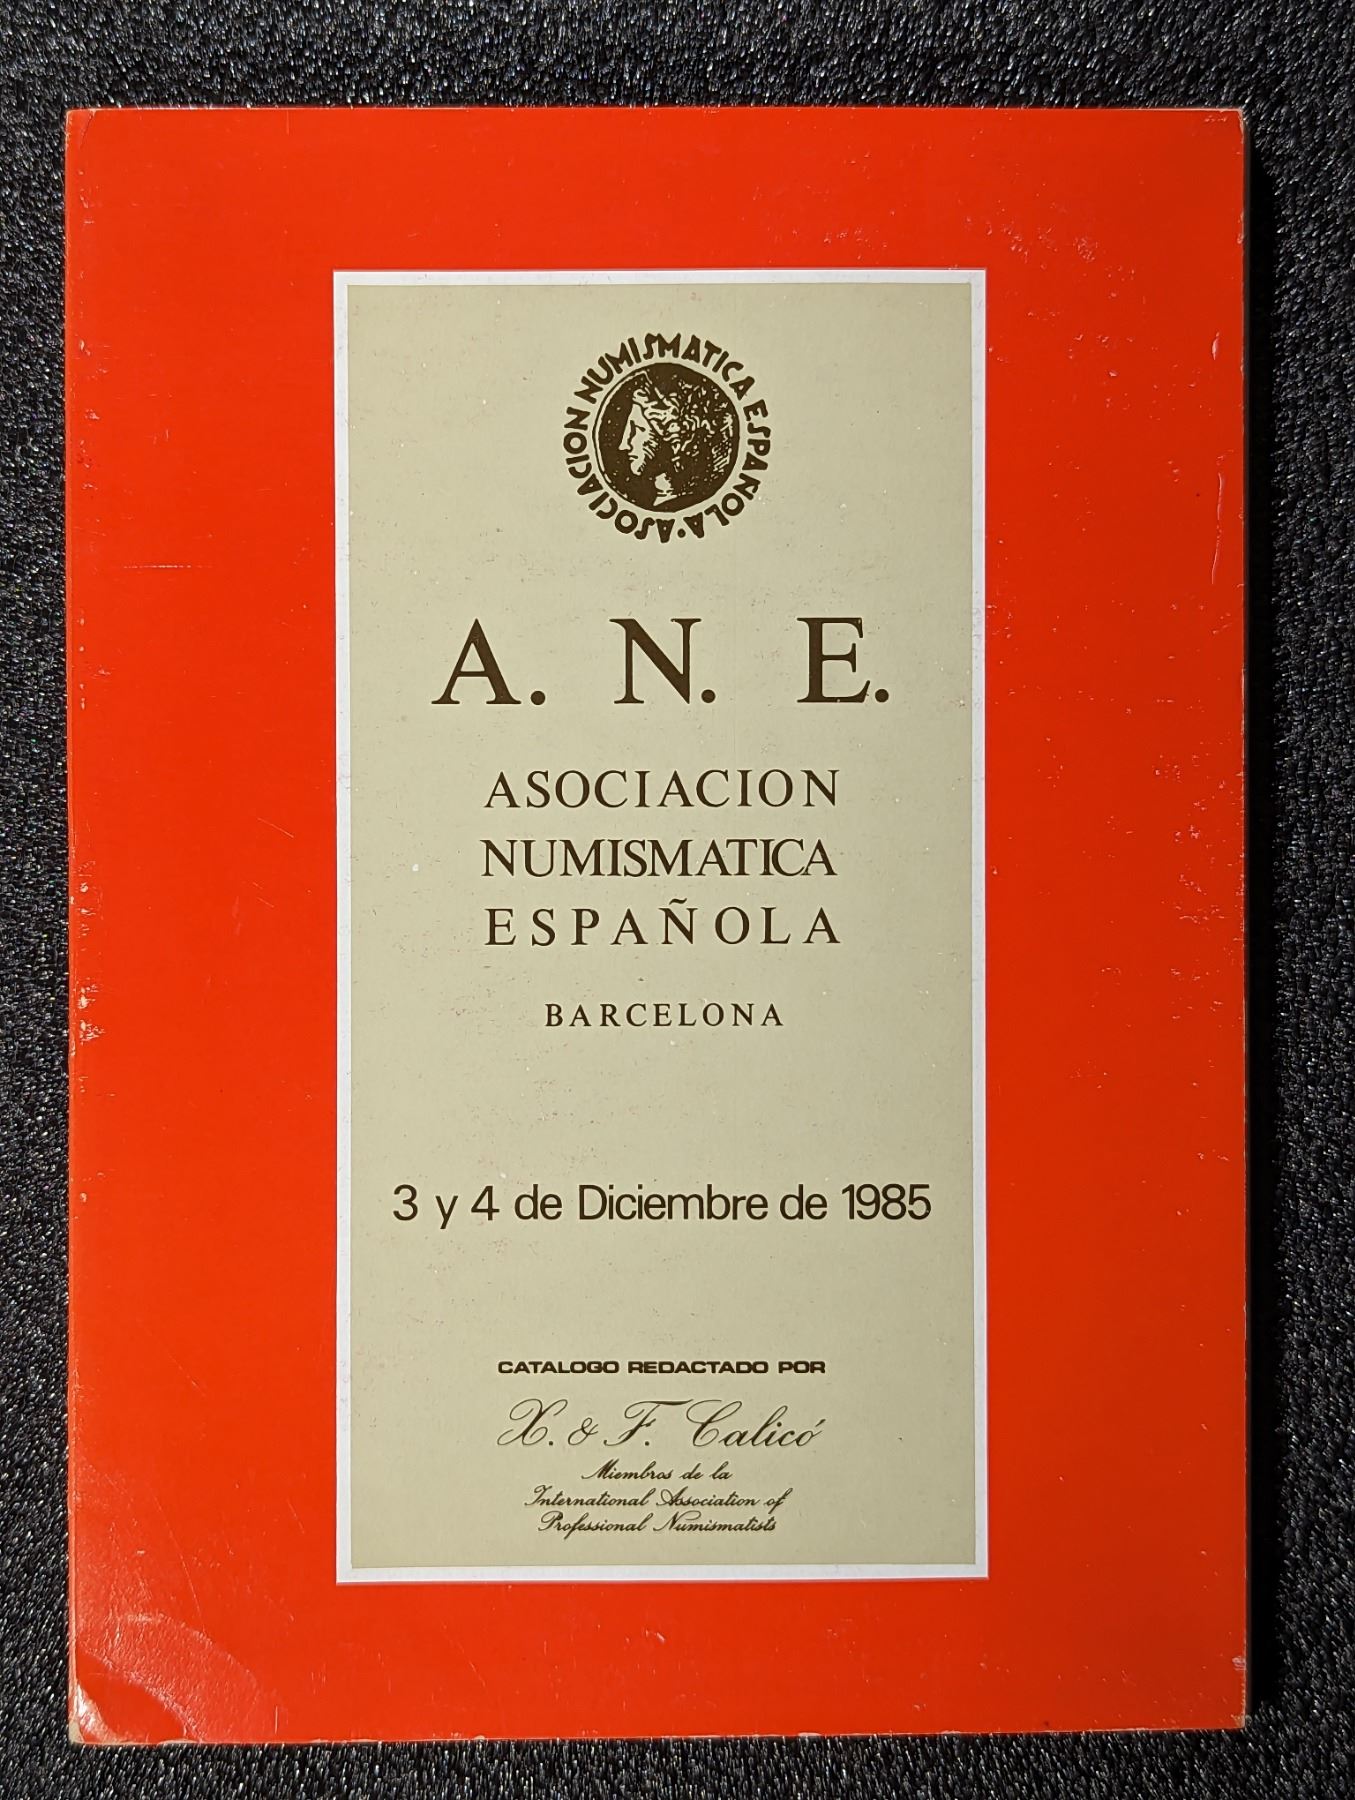 ASOCIACION NUMISMATICA ESPAÑOLA ·
A. N. E.
ASOCIACION
NUMISMATICA
ESPAÑOLA
BARCELONA
3 y 4 de Diciembre de 1985
CATALOGO REDACTADO POR
X. & F. Calicó
Miembros de la
International Association of
Professional Numismatists